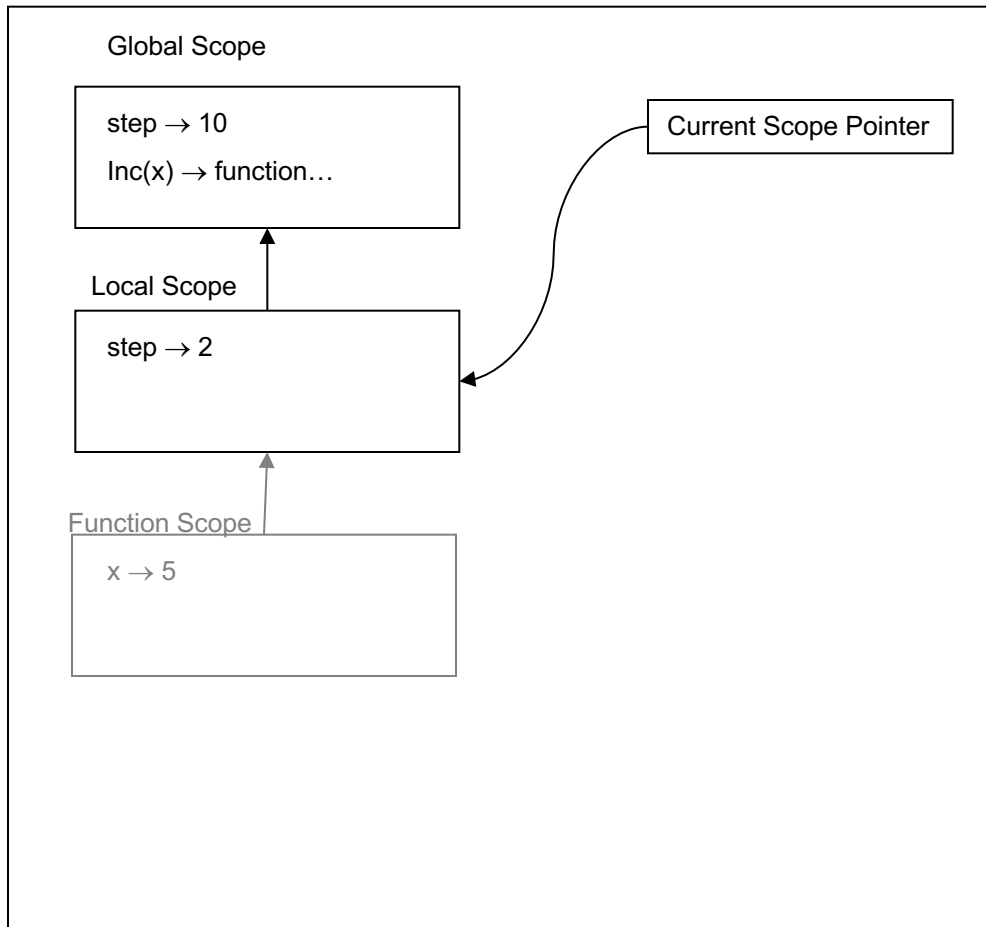 Global Scope
step → 10
Inc(x) → function…
Current Scope Pointer
Local Scope
step → 2
Function Scope
x → 5